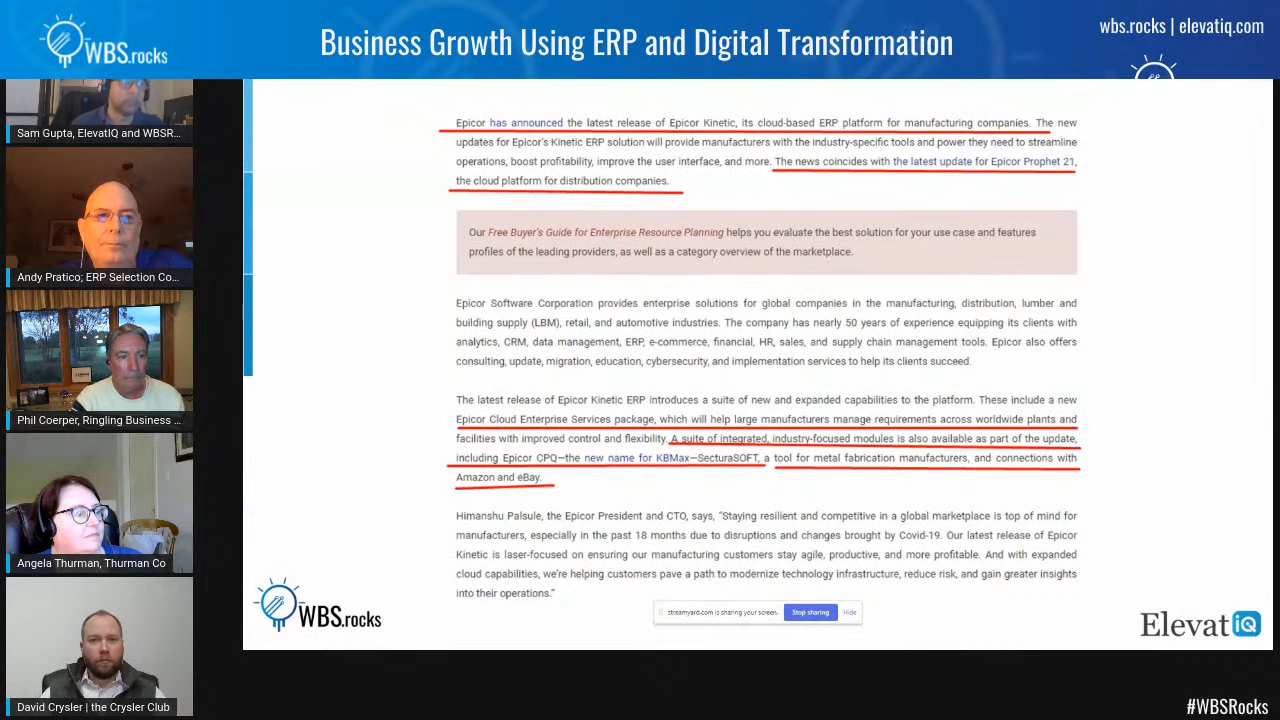 WBS.rocks
Business Growth Using ERP and Digital Transformation
wbs.rocks | elevatiq.com
Sam Gupta, ElevatIQ and WBSR...
Andy Pratico; ERP Selection Co...
Phil Coerper, Ringling Business ...
Angela Thurman, Thurman Co
David Crysler | the Crysler Club
Epicor has announced the latest release of Epicor Kinetic, its cloud-based ERP platform for manufacturing companies. The new
updates for Epicor's Kinetic ERP solution will provide manufacturers with the industry-specific tools and power they need to streamline
operations, boost profitability, improve the user interface, and more. The news coincides with the latest update for Epicor Prophet 21,
the cloud platform for distribution companies.
Our Free Buyer's Guide for Enterprise Resource Planning helps you evaluate the best solution for your use case and features
profiles of the leading providers, as well as a category overview of the marketplace.
Epicor Software Corporation provides enterprise solutions for global companies in the manufacturing, distribution, lumber and
building supply (LBM), retail, and automotive industries. The company has nearly 50 years of experience equipping its clients with
analytics, CRM, data management, ERP, e-commerce, financial, HR, sales, and supply chain management tools. Epicor also offers
consulting, update, migration, education, cybersecurity, and implementation services to help its clients succeed.
The latest release of Epicor Kinetic ERP introduces a suite of new and expanded capabilities to the platform. These include a new
Epicor Cloud Enterprise Services package, which will help large manufacturers manage requirements across worldwide plants and
facilities with improved control and flexibility. A suite of integrated, industry-focused modules is also available as part of the update,
including Epicor CPQ—the new name for KBMax—SecturaSOFT, a tool for metal fabrication manufacturers, and connections with
Amazon and eBay.
Himanshu Palsule, the Epicor President and CTO, says, "Staying resilient and competitive in a global marketplace is top of mind for
manufacturers, especially in the past 18 months due to disruptions and changes brought by Covid-19. Our latest release of Epicor
Kinetic is laser-focused on ensuring our manufacturing customers stay agile, productive, and more profitable. And with expanded
cloud capabilities, we're helping customers pave a path to modernize technology infrastructure, reduce risk, and gain greater insights
into their operations."
streamyard.com is sharing your screen. Stop sharing Hide
WBS.rocks
ElevatIQ
#WBSRocks